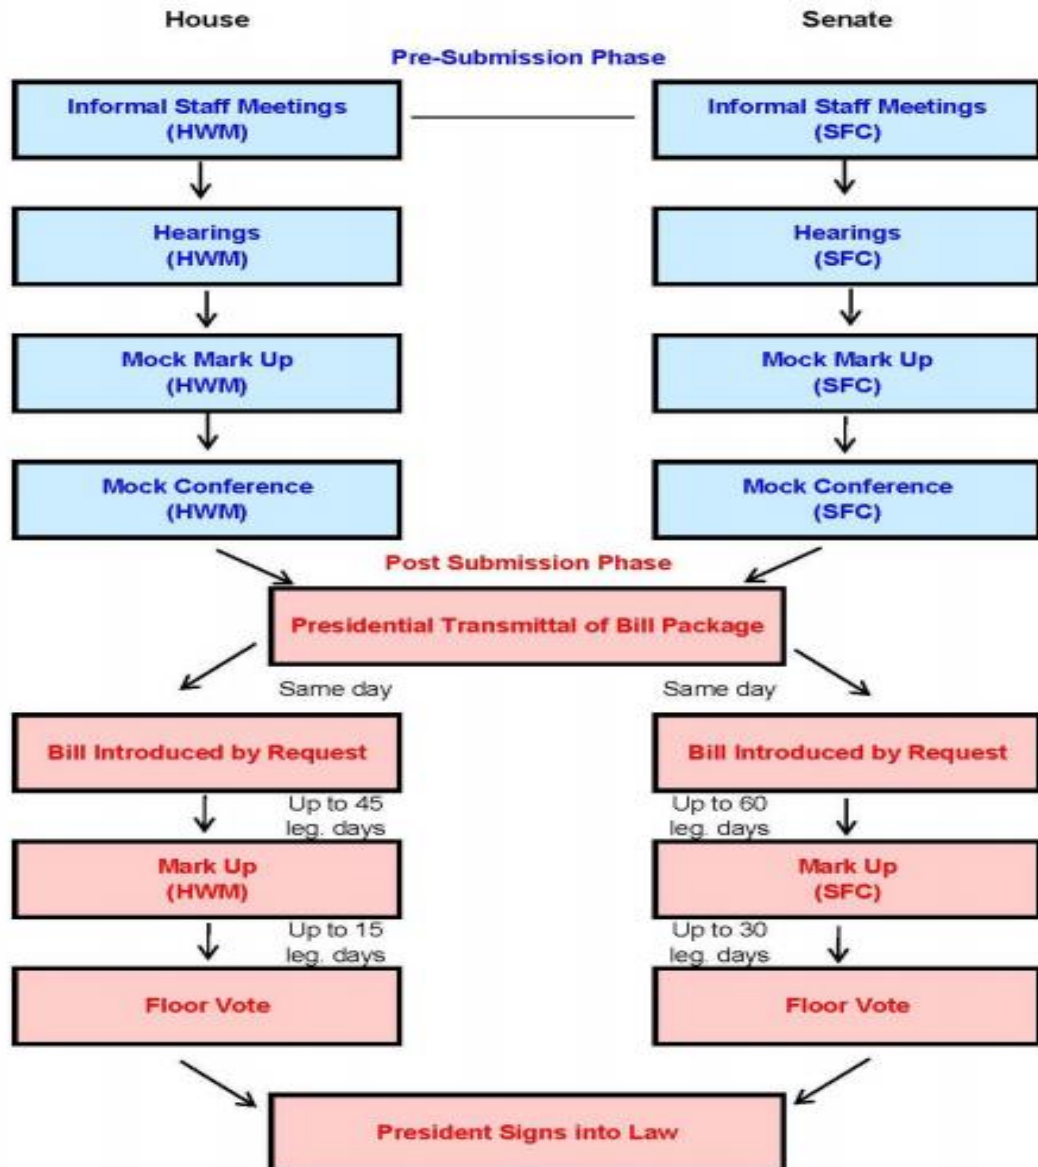 House
Senate
Pre-Submission Phase
Informal Staff Meetings
(HWM)
Informal Staff Meetings
(SFC)
Hearings
(HWM)
Hearings
(SFC)
Mock Mark Up
(HWM)
Mock Mark Up
(SFC)
Mock Conference
(HWM)
Mock Conference
(SFC)
Post Submission Phase
Presidential Transmittal of Bill Package
Same day
Same day
Bill Introduced by Request
Bill Introduced by Request
Up to 45
leg. days
Up to 60
leg. days
Mark Up
(HWM)
Mark Up
(SFC)
Up to 15
leg. days
Up to 30
leg. days
Floor Vote
Floor Vote
President Signs into Law